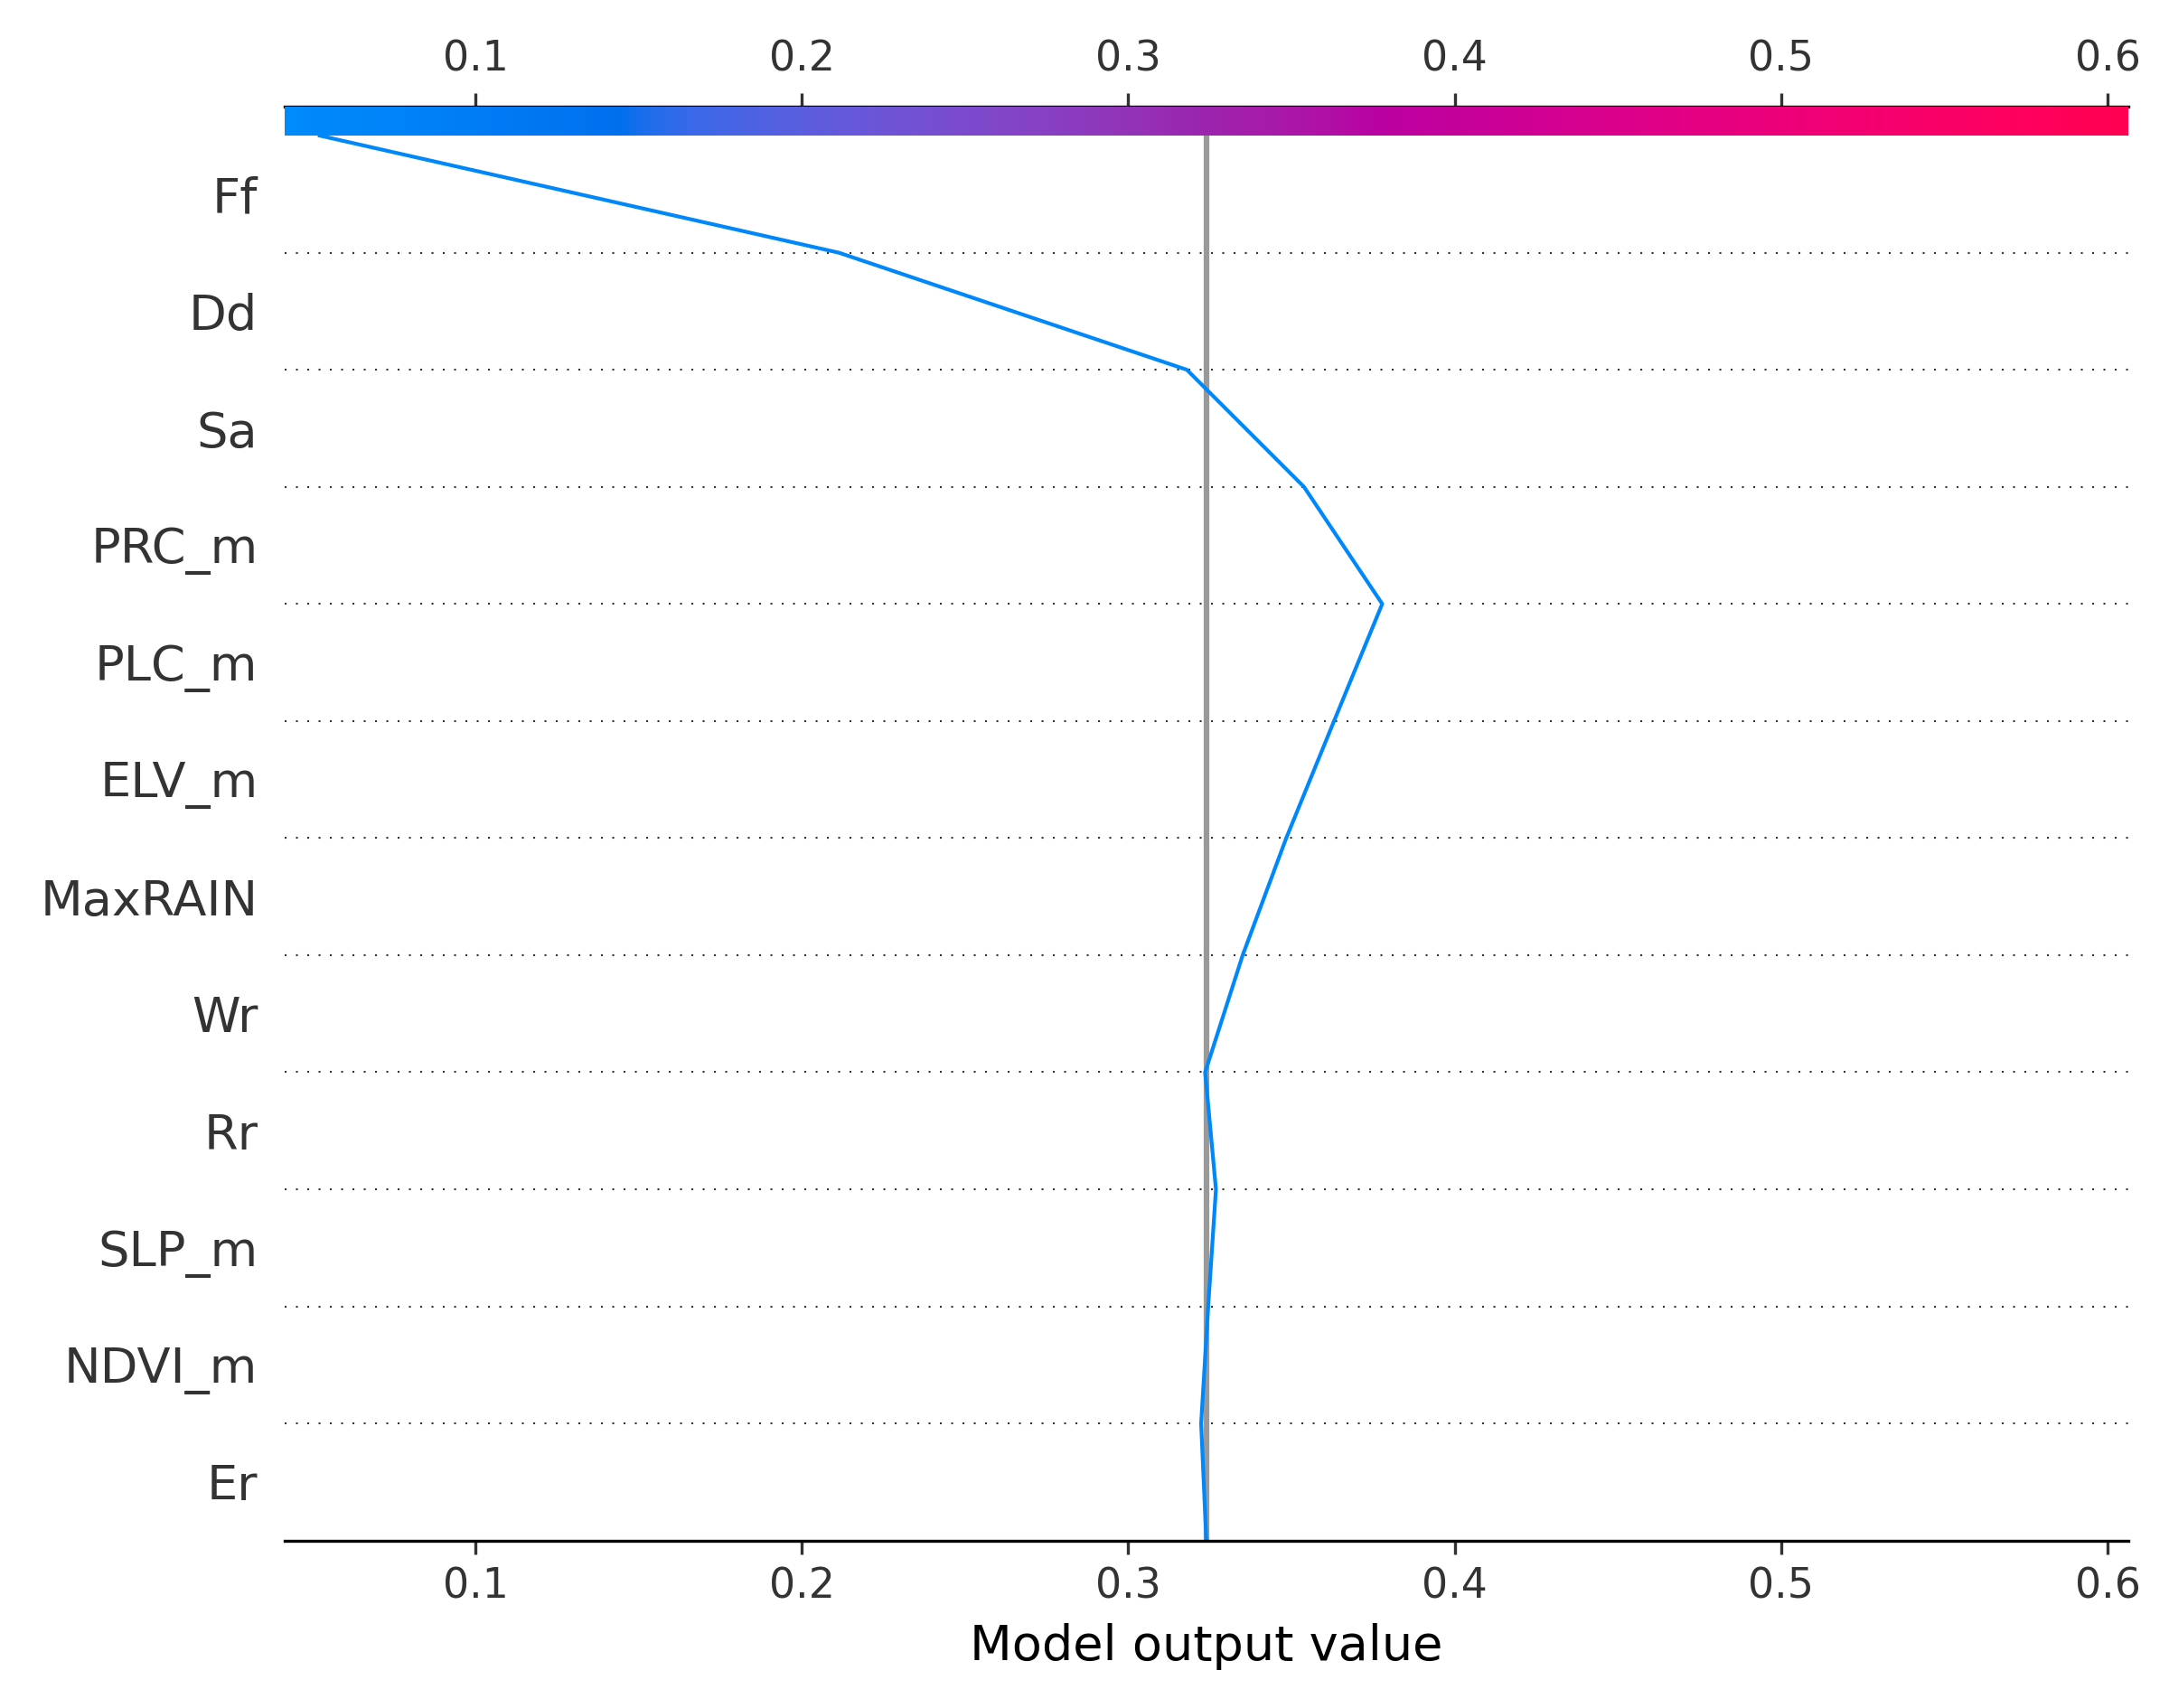 0.1 0.2 0.3 0.4 0.5 0.6
Ff
Dd
Sa
PRC_m
PLC_m
ELV_m
MaxRAIN
Wr
Rr
SLP_m
NDVI_m
Er
0.1 0.2 0.3 0.4 0.5 0.6
Model output value